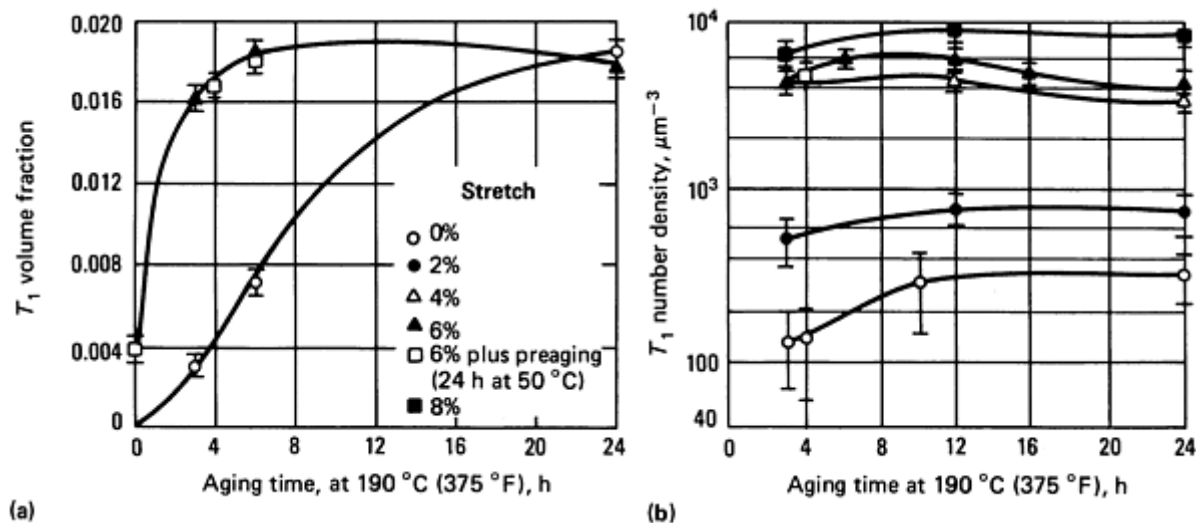 0.020
0.016
0.012
0.008
0.004
0
T₁ volume fraction
0 4 8 12 16 20 24
Aging time, at 190 °C (375 °F), h
(a)
Stretch
0%
2%
4%
6%
6% plus preaging
(24 h at 50 °C)
8%
10⁴
10³
100
40
T₁ number density, μm⁻³
0 4 8 12 16 20 24
Aging time at 190 °C (375 °F), h
(b)